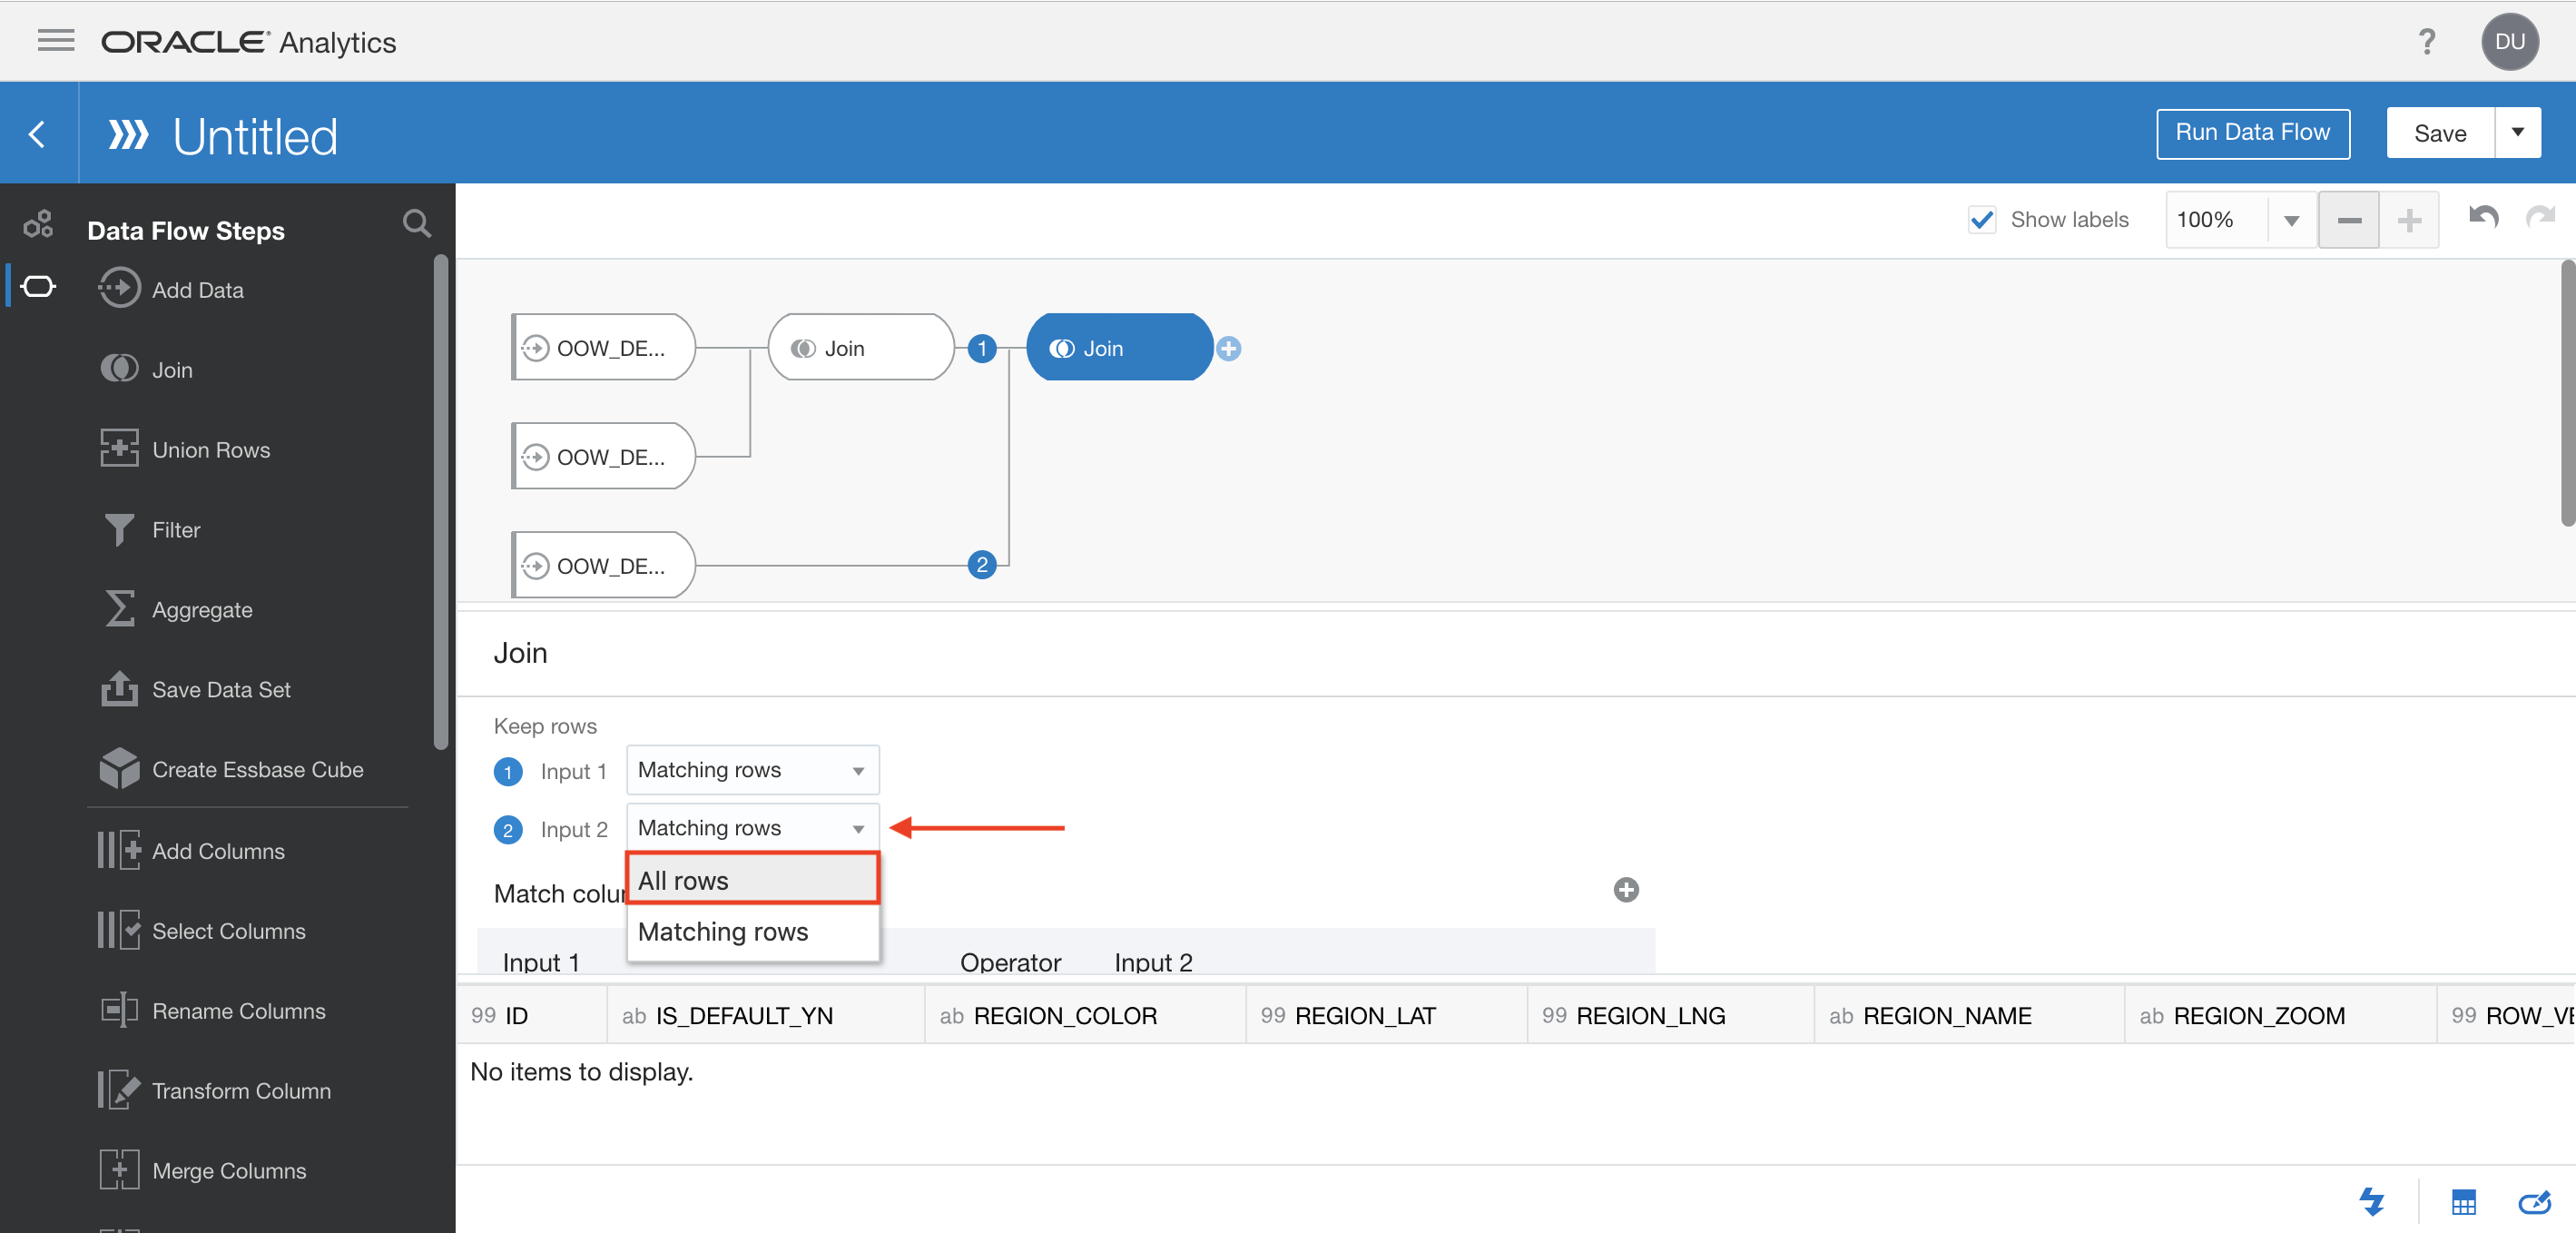 ORACLE Analytics
?
DU
Untitled
Run Data Flow
Save
Data Flow Steps
Add Data
Join
Union Rows
Filter
Aggregate
Save Data Set
Create Essbase Cube
Add Columns
Select Columns
Rename Columns
Transform Column
Merge Columns
Show labels
100%
OOW_DE...
Join
1
Join
OOW_DE...
OOW_DE...
2
Join
Keep rows
1 Input 1 Matching rows
2 Input 2 Matching rows
All rows
Matching rows
Match colu
Input 1 Operator Input 2
99 ID ab IS_DEFAULT_YN ab REGION_COLOR 99 REGION_LAT 99 REGION_LNG ab REGION_NAME ab REGION_ZOOM 99 ROW_VE
No items to display.